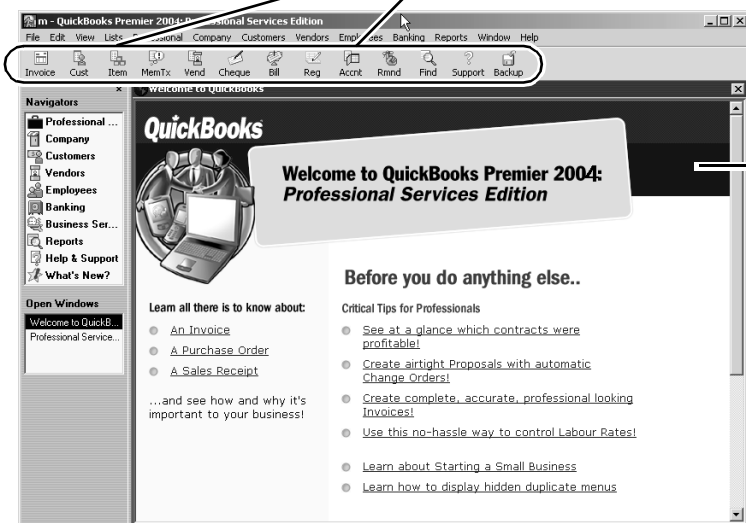 m - QuickBooks Premier 2004: Professional Services Edition
File Edit View Lists Professional Company Customers Vendors Employees Banking Reports Window Help
Invoice Cust Item MemTx Vend Cheque Bill Reg Accnt Rmnd Find Support Backup
Welcome to QuickBooks
Navigators
Professional ...
Company
Customers
Vendors
Employees
Banking
Business Ser...
Reports
Help & Support
What's New?
Open Windows
Welcome to QuickB...
Professional Service...
QuickBooks
Welcome to QuickBooks Premier 2004:
Professional Services Edition
Learn all there is to know about:
An Invoice
A Purchase Order
A Sales Receipt
...and see how and why it's
important to your business!
Before you do anything else..
Critical Tips for Professionals
See at a glance which contracts were
profitable!
Create airtight Proposals with automatic
Change Orders!
Create complete, accurate, professional looking
Invoices!
Use this no-hassle way to control Labour Rates!
Learn about Starting a Small Business
Learn how to display hidden duplicate menus